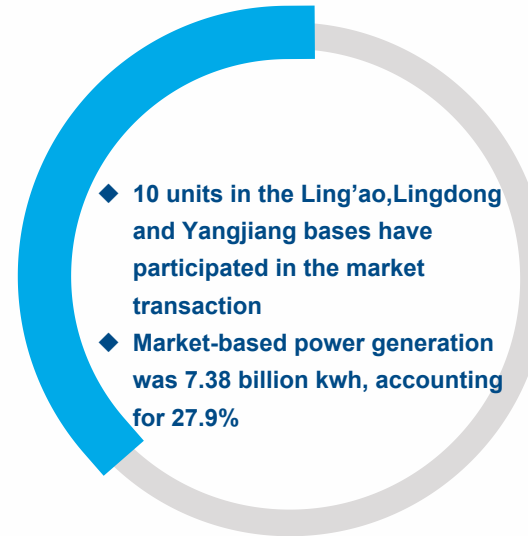 ◆ 10 units in the Ling’ao,Lingdong
and Yangjiang bases have
participated in the market
transaction
◆ Market-based power generation
was 7.38 billion kwh, accounting
for 27.9%